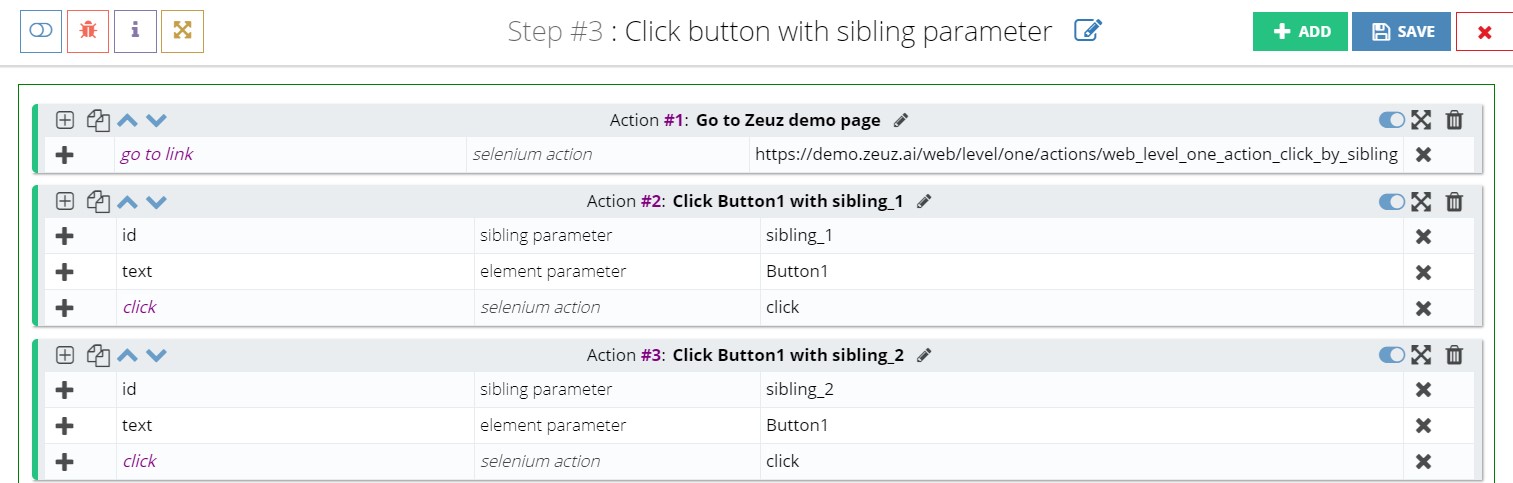 Step #3 : Click button with sibling parameter
ADD
SAVE
Action #1: Go to Zeuz demo page
go to link selenium action https://demo.zeuz.ai/web/level/one/actions/web_level_one_action_click_by_sibling
Action #2: Click Button1 with sibling_1
id sibling parameter sibling_1
text element parameter Button1
click selenium action click
Action #3: Click Button1 with sibling_2
id sibling parameter sibling_2
text element parameter Button1
click selenium action click